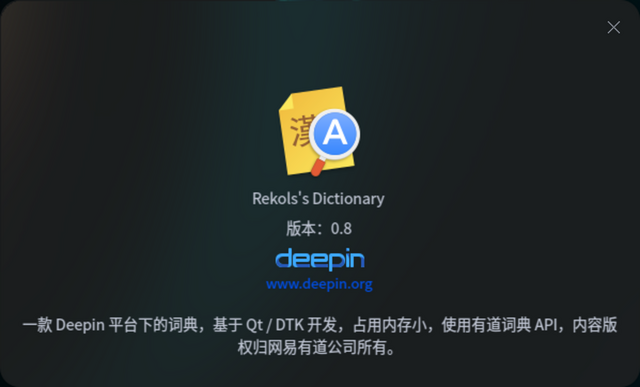 漢
A
Rekols's Dictionary
版本：0.8
deepin
www.deepin.org
一款 Deepin 平台下的词典，基于 Qt / DTK 开发，占用内存小，使用有道词典 API，内容版
权归网易有道公司所有。